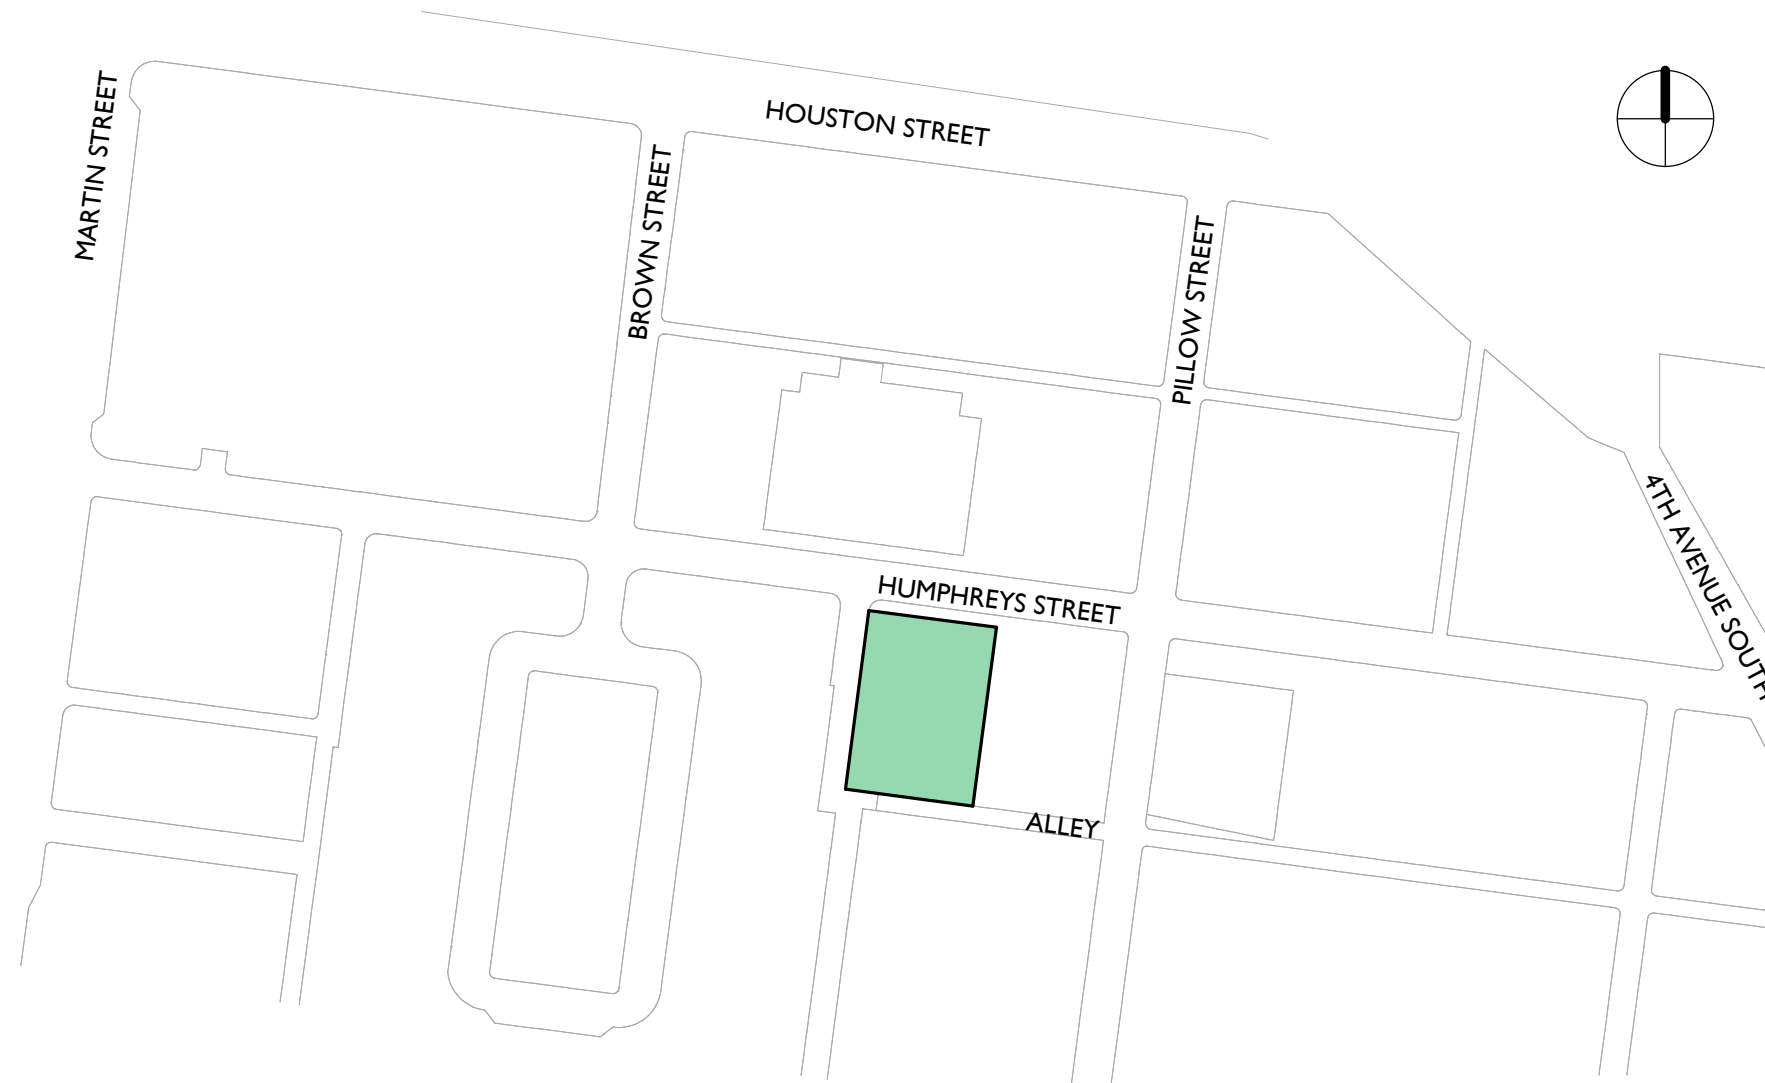 MARTIN STREET
HOUSTON STREET
BROWN STREET
PILLOW STREET
4TH AVENUE SOUTH
HUMPHREYS STREET
ALLEY